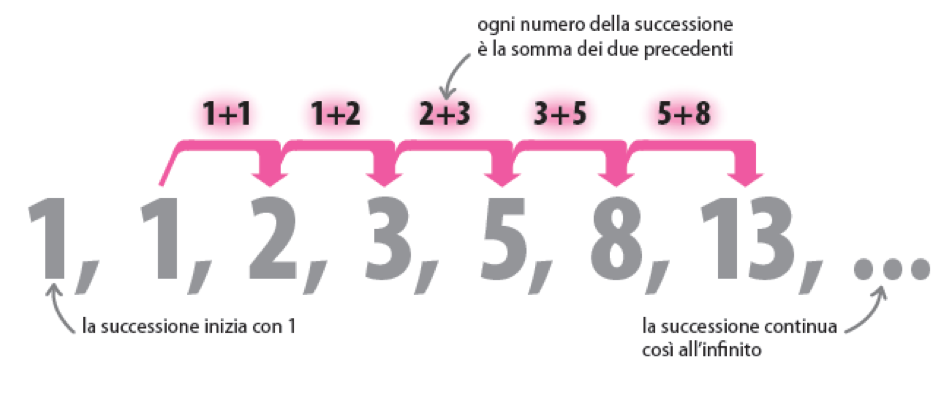 ogni numero della successione
è la somma dei due precedenti
1+1 1+2 2+3 3+5 5+8
1, 1, 2, 3, 5, 8, 13, ...
la successione inizia con 1
la successione continua
così all'infinito